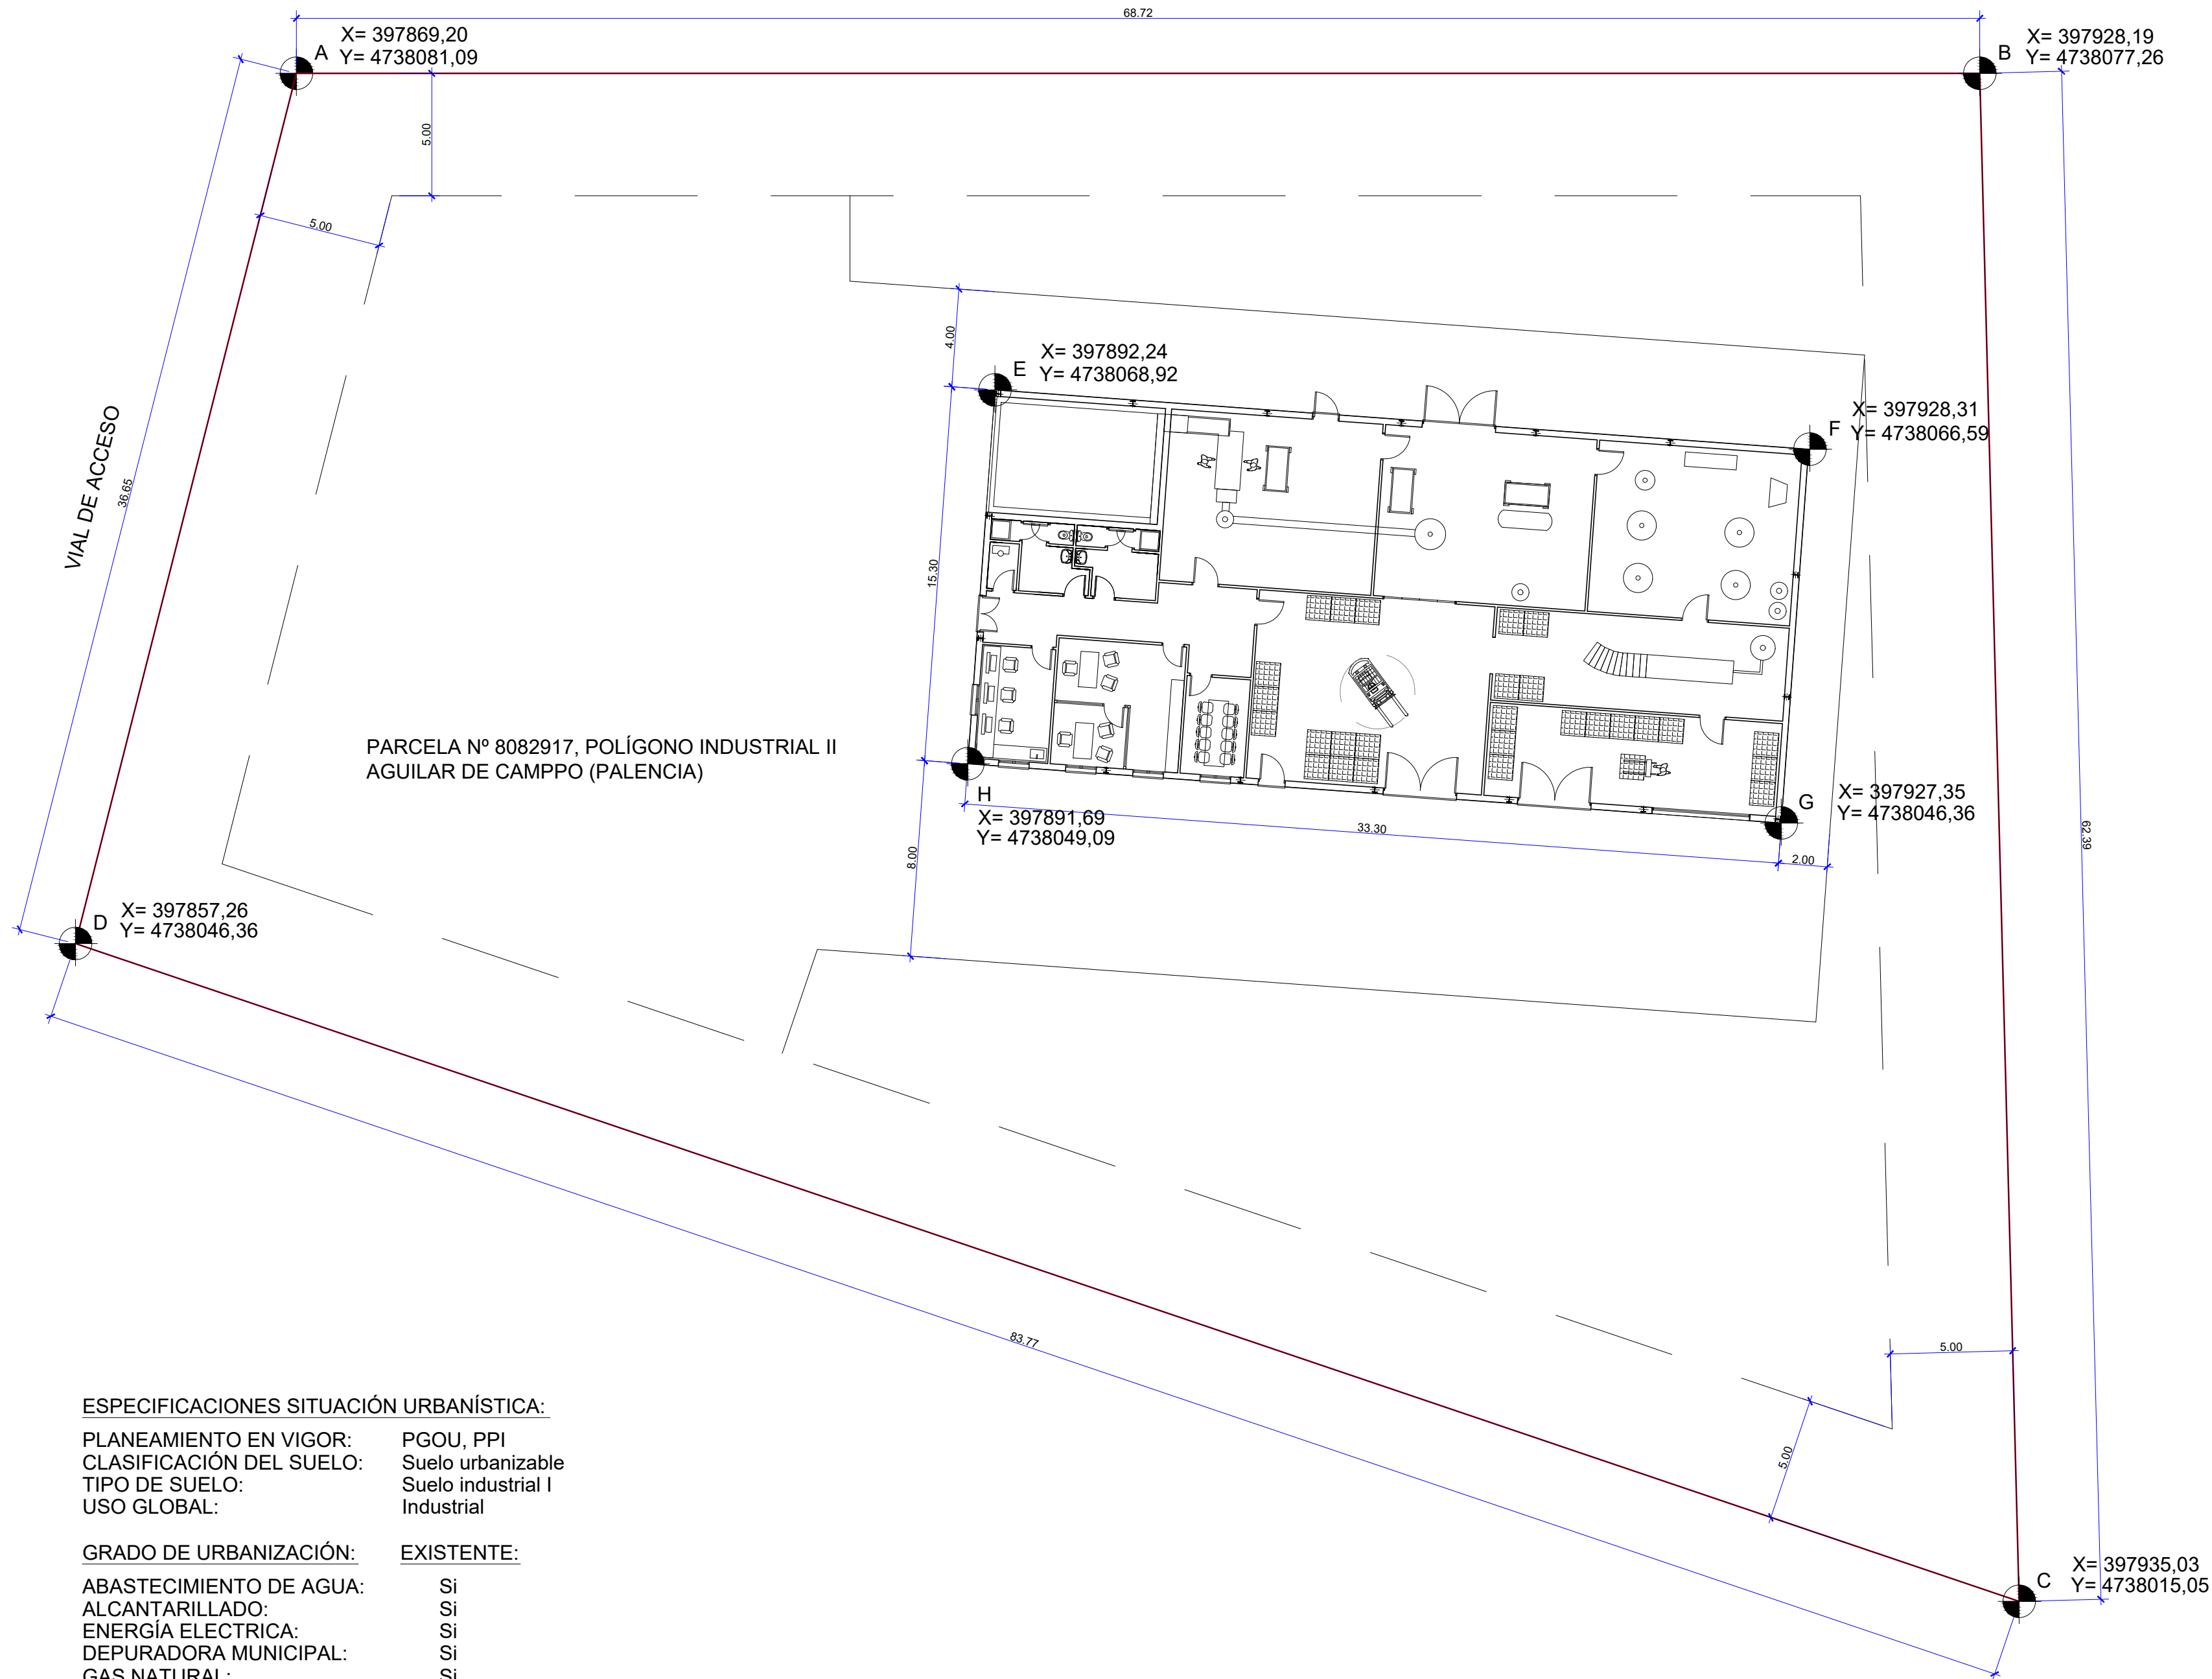 68.72
A
X= 397869,20
Y= 4738081,09
X= 397928,19
B
Y= 4738077,26
5.00
5.00
4.00
X= 397892,24
E
Y= 4738068,92
X= 397928,31
F
Y= 4738066,59
VIAL DE ACCESO
36.65
15.30
PARCELA Nº 8082917, POLÍGONO INDUSTRIAL II
AGUILAR DE CAMPPO (PALENCIA)
H
X= 397891,69
Y= 4738049,09
33.30
G
X= 397927,35
Y= 4738046,36
2.00
8.00
62.39
D
X= 397857,26
Y= 4738046,36
83.77
5.00
5.00
ESPECIFICACIONES SITUACIÓN URBANÍSTICA:
PLANEAMIENTO EN VIGOR: PGOU, PPI
CLASIFICACIÓN DEL SUELO: Suelo urbanizable
TIPO DE SUELO: Suelo industrial I
USO GLOBAL: Industrial
GRADO DE URBANIZACIÓN: EXISTENTE:
ABASTECIMIENTO DE AGUA: Si
ALCANTARILLADO: Si
ENERGÍA ELECTRICA: Si
DEPURADORA MUNICIPAL: Si
GAS NATURAL: Si
X= 397935,03
C
Y= 4738015,05